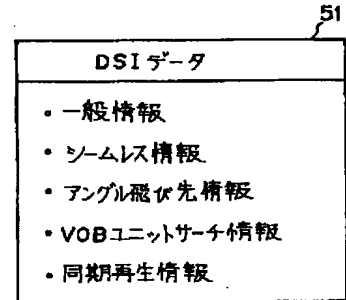 51
DSIデータ
・一般情報
・シームレス情報
・アングル飛び先情報
・VOBユニットサーチ情報
・同期再生情報